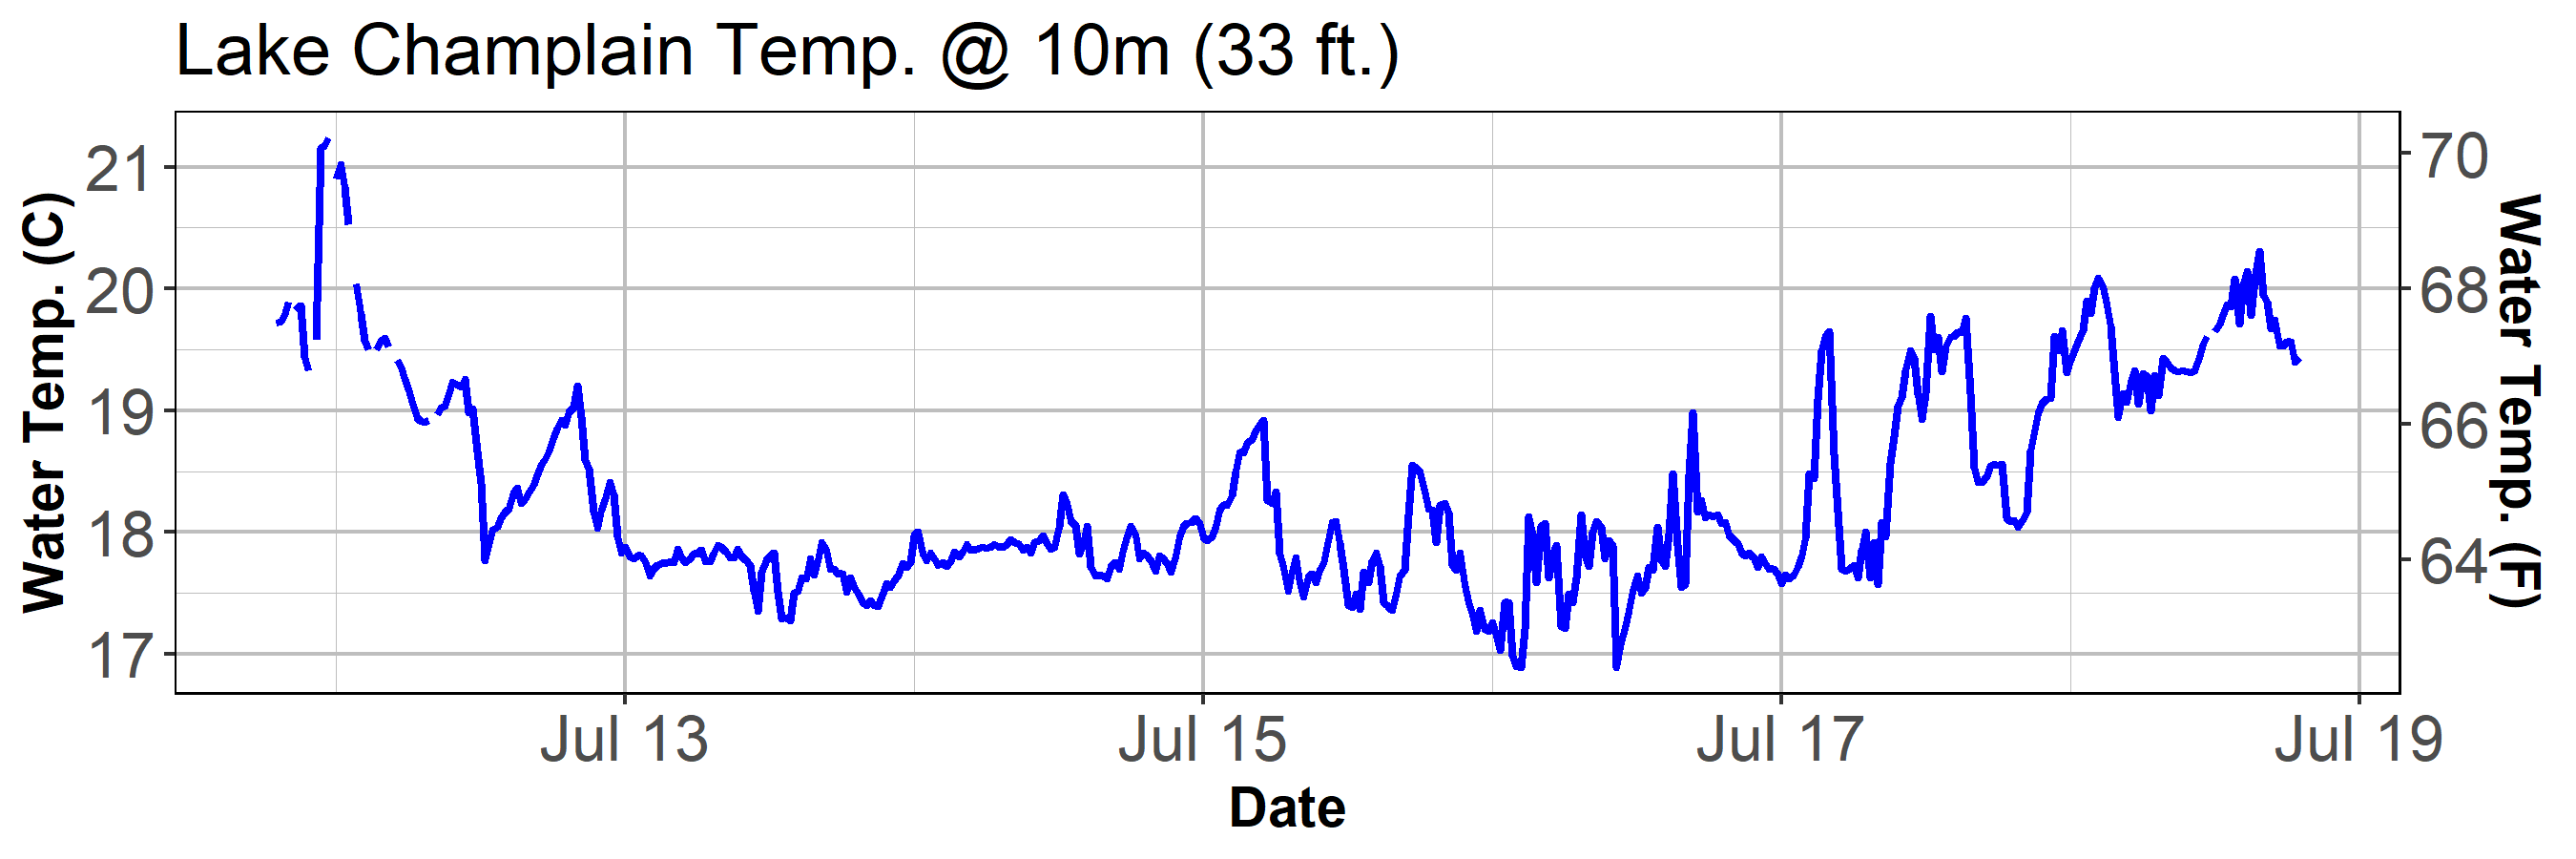 Lake Champlain Temp. @ 10m (33 ft.)
Water Temp. (C)
21
20
19
18
17
70
68
66
64
Water Temp. (F)
Jul 13
Jul 15
Jul 17
Jul 19
Date